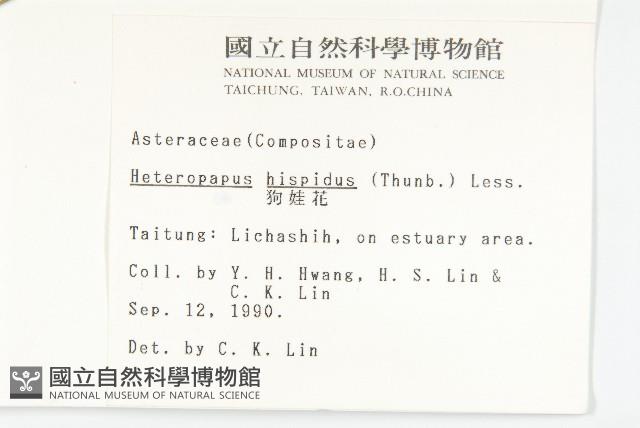 國立自然科學博物館
NATIONAL MUSEUM OF NATURAL SCIENCE
TAICHUNG, TAIWAN, R.O.CHINA
Asteraceae(Compositae)
Heteropapus hispidus (Thunb.) Less.
狗娃花
Taitung: Lichashih, on estuary area.
Coll. by Y. H. Hwang, H. S. Lin &
C. K. Lin
Sep. 12, 1990.
Det. by C. K. Lin
國立自然科學博物館
NATIONAL MUSEUM OF NATURAL SCIENCE